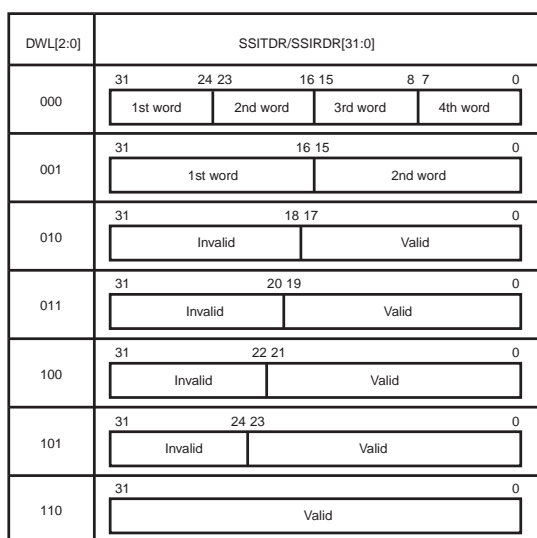 DWL[2:0] SSITDR/SSIRDR[31:0]
31 24 23 16 15 8 7 0
000 1st word 2nd word 3rd word 4th word
31 16 15 0
001 1st word 2nd word
31 18 17 0
010 Invalid Valid
31 20 19 0
011 Invalid Valid
31 22 21 0
100 Invalid Valid
31 24 23 0
101 Invalid Valid
31 0
110 Valid